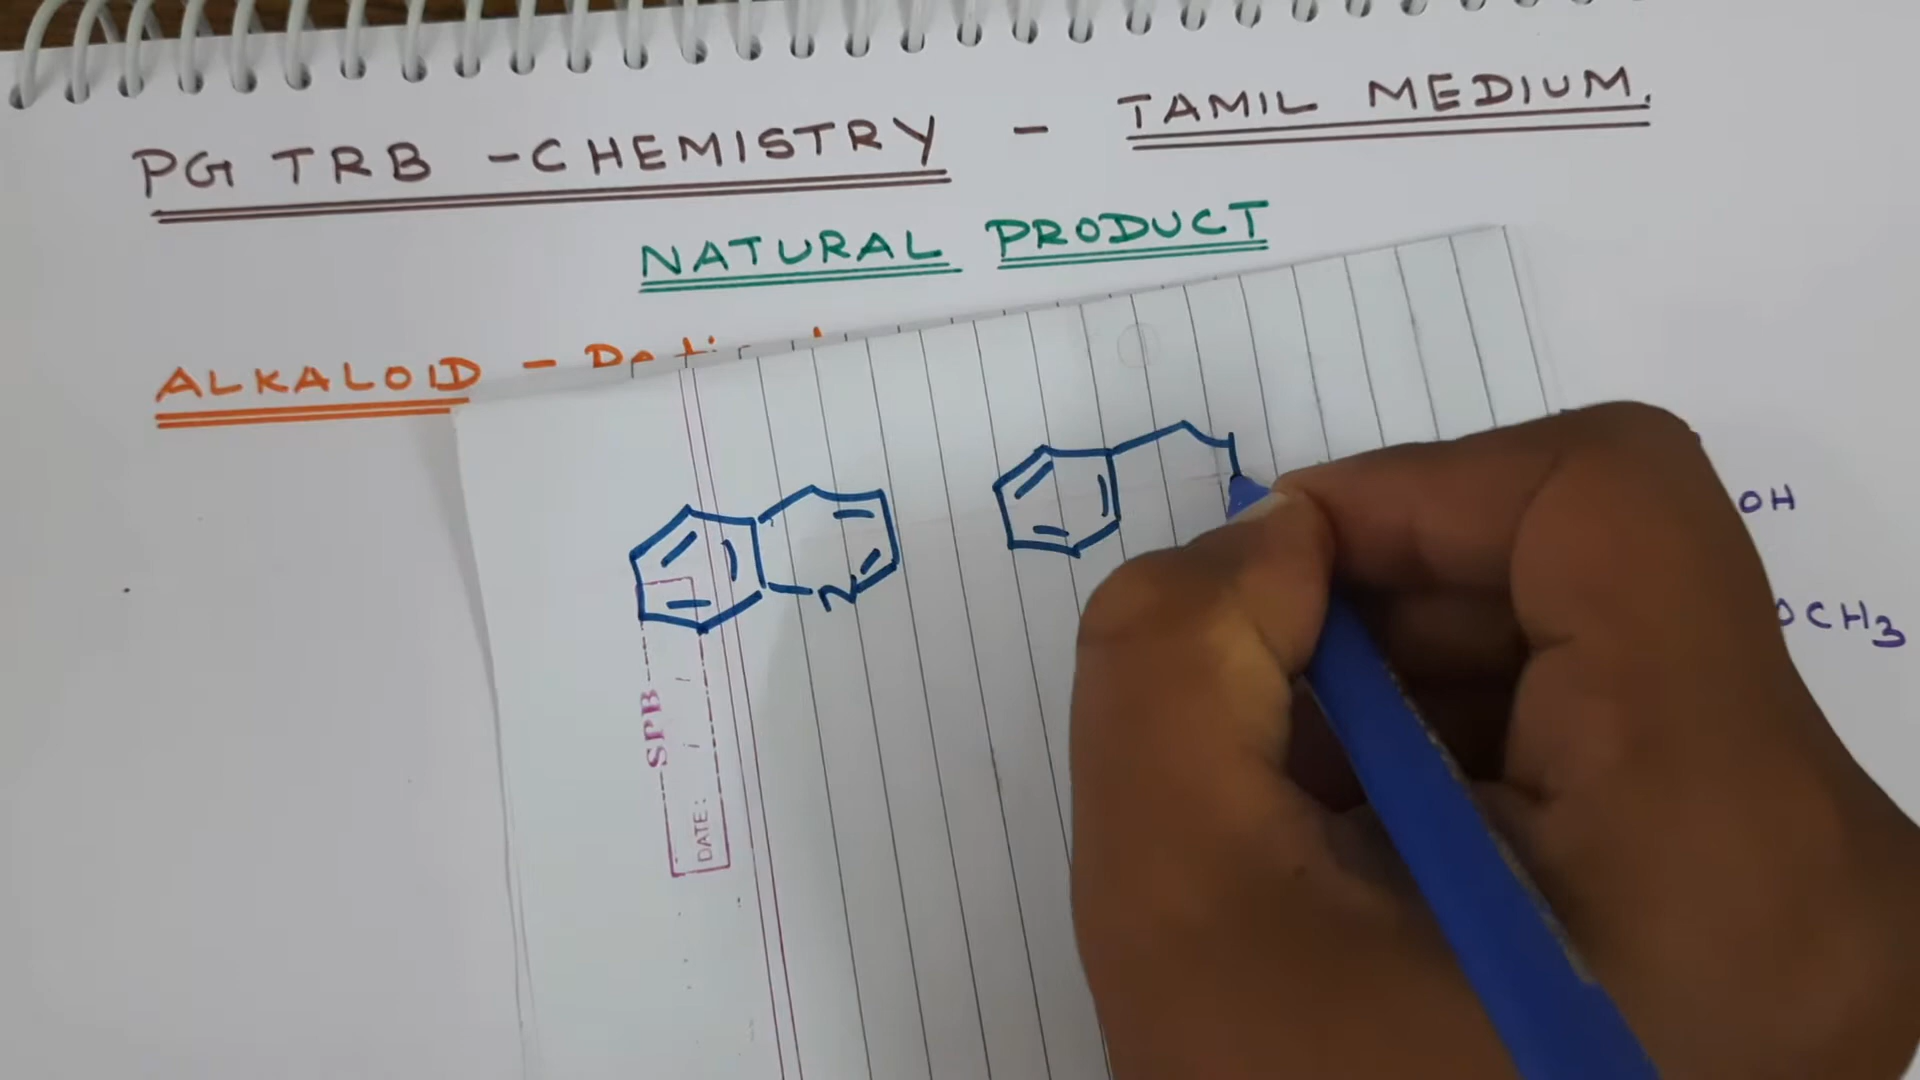 PG TRB - CHEMISTRY - TAMIL MEDIUM.
NATURAL PRODUCT
ALKALOID -
N
OH
OCH3
SPB
DATE: / /